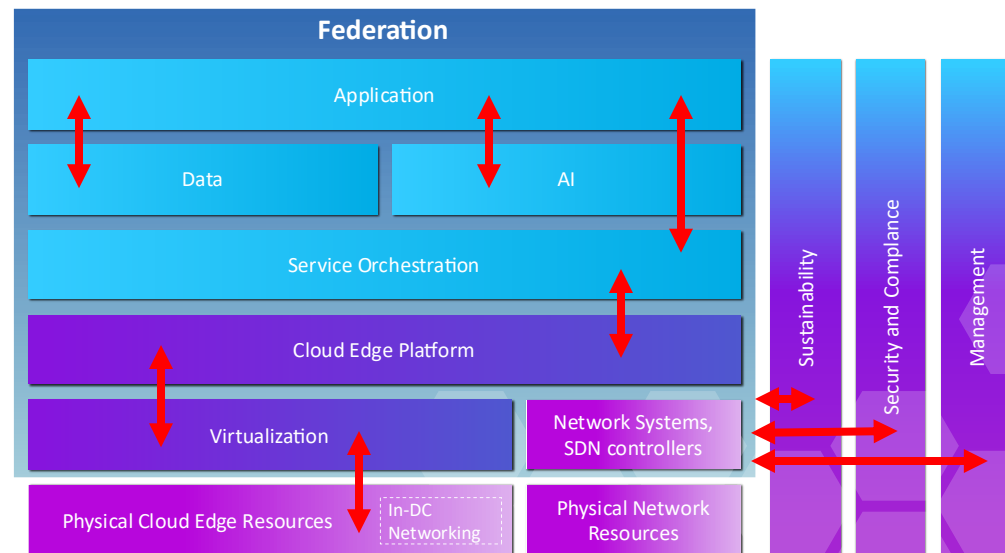 Federation
Application
Data
AI
Service Orchestration
Cloud Edge Platform
Virtualization
Network Systems,
SDN controllers
Physical Cloud Edge Resources
In-DC
Networking
Physical Network
Resources
Sustainability
Security and Compliance
Management